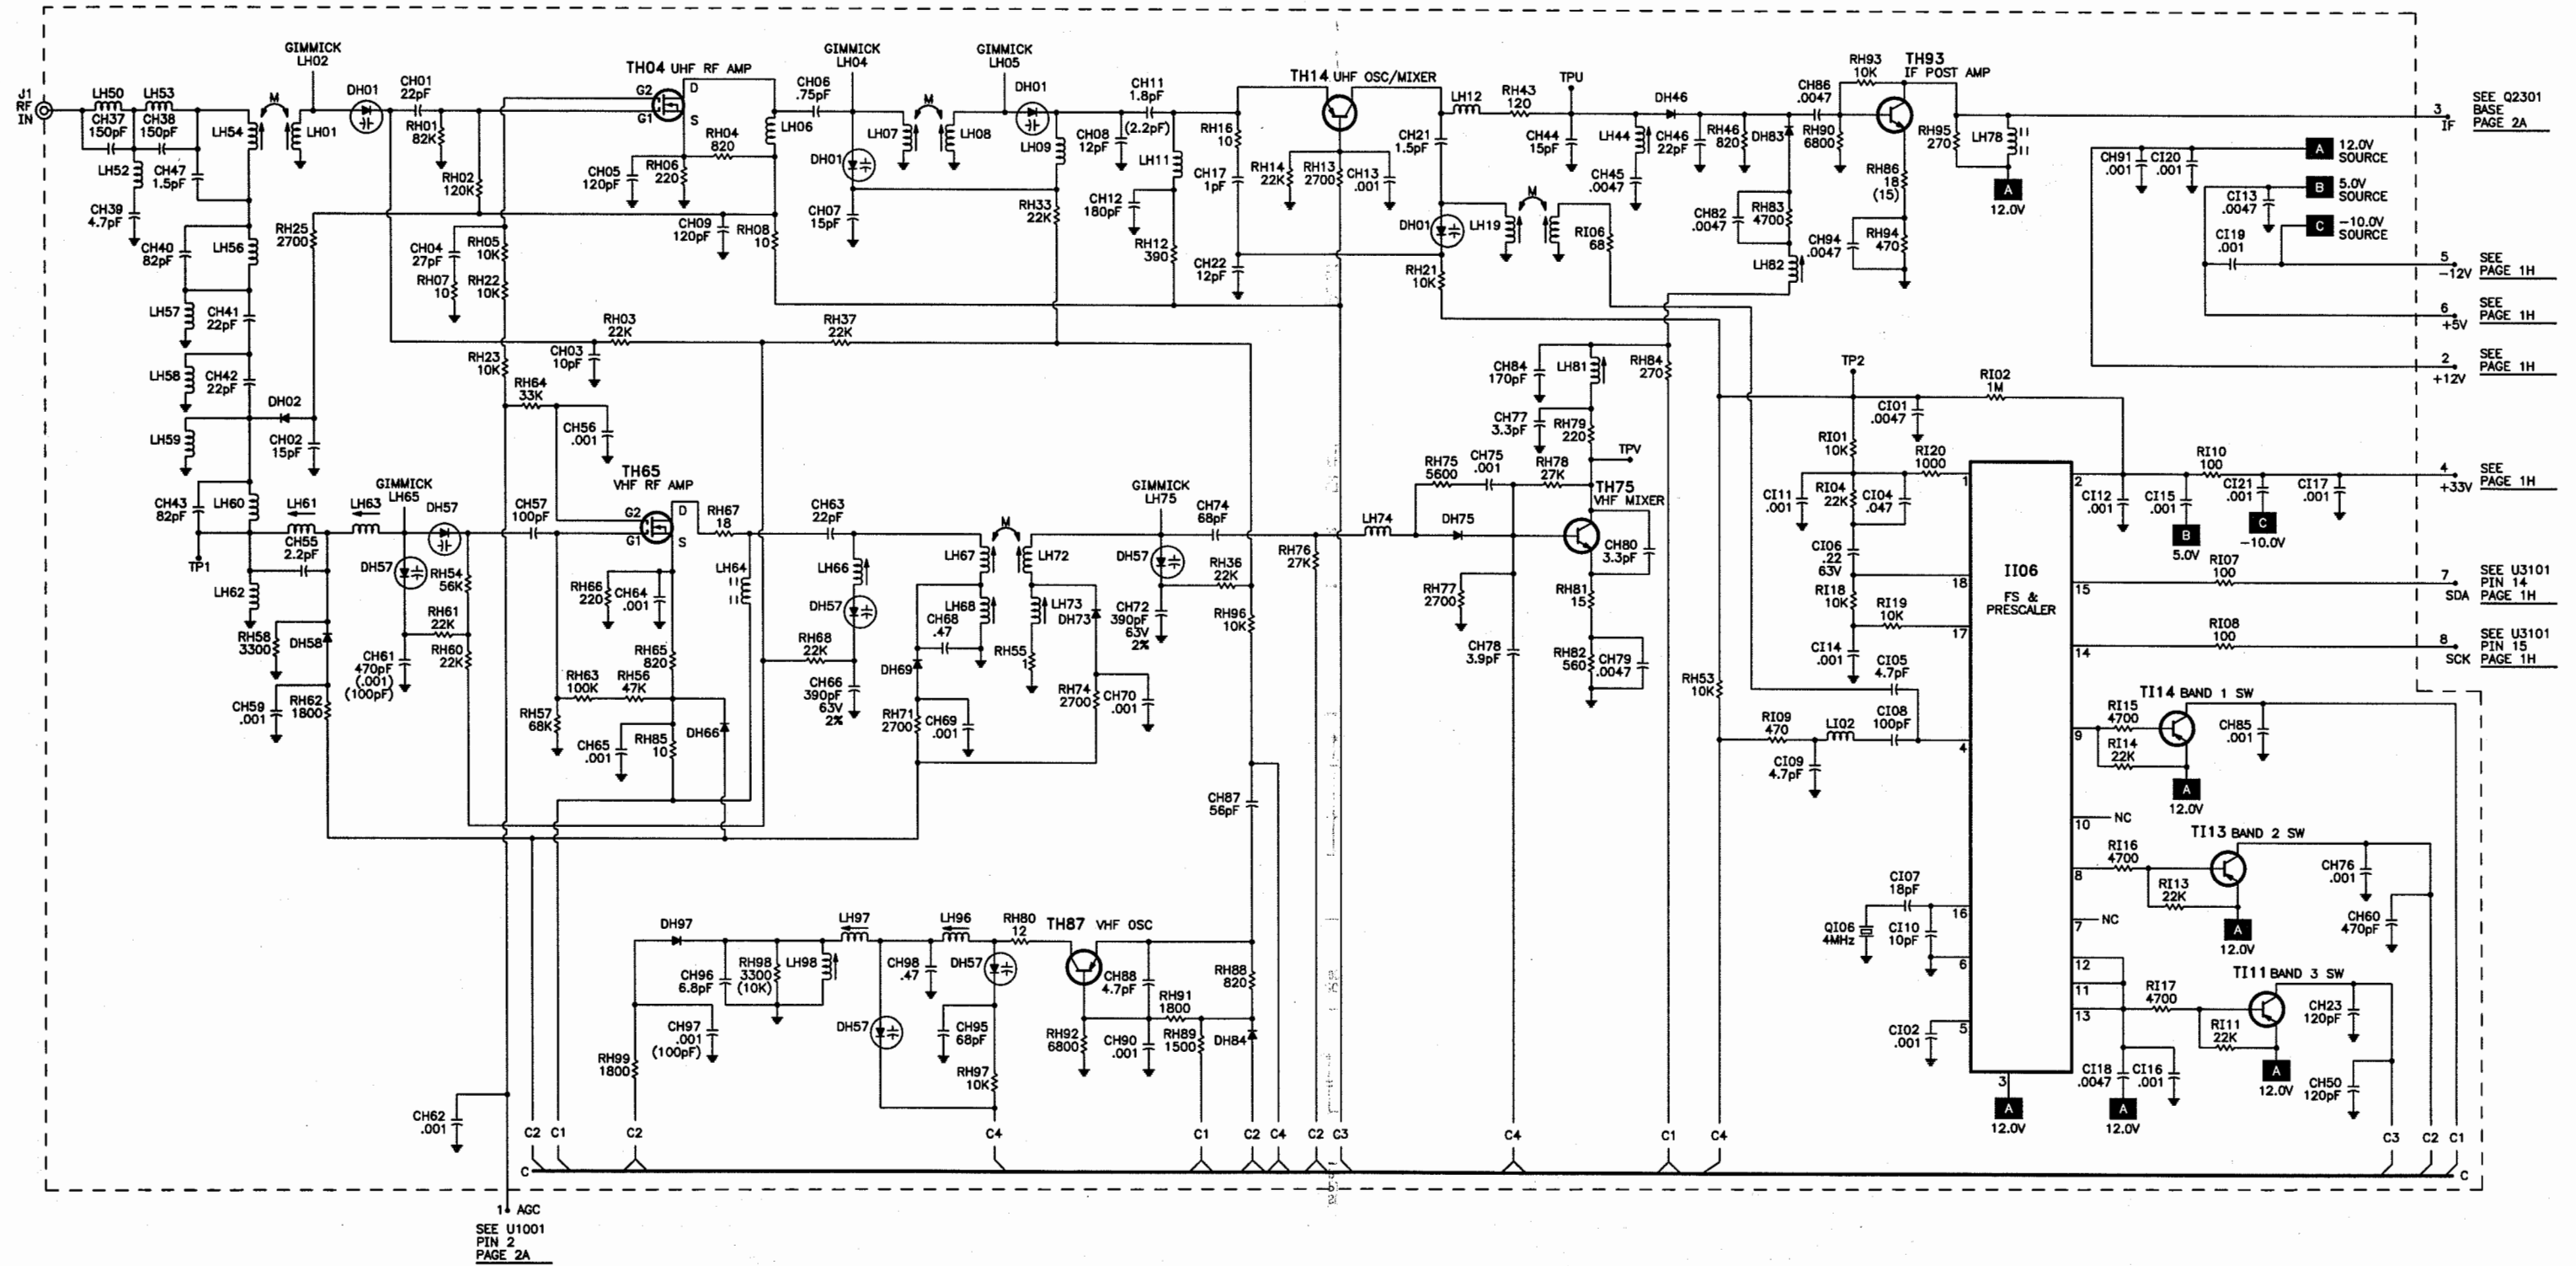 J1
RF
IN
LH50
CH37
150pF
LH53
CH38
150pF
LH52
CH47
1.5pF
CH39
4.7pF
LH54
M
LH01
GIMMICK
LH02
DH01
CH01
22pF
RH01
82K
RH02
120K
TH04 UHF RF AMP
G2
G1
D
S
RH04
820
CH05
120pF
RH06
220
LH06
CH06
.75pF
GIMMICK
LH04
DH01
CH07
15pF
LH07
M
LH08
GIMMICK
LH05
DH01
LH09
RH33
22K
CH08
12pF
CH11
1.8pF
(2.2pF)
LH11
CH12
180pF
RH12
390
RH16
10
CH17
1pF
CH22
12pF
TH14 UHF OSC/MIXER
RH14
22K
RH13
2700
CH13
.001
CH21
1.5pF
DH01
RH21
10K
LH12
RH43
120
TPU
CH44
15pF
LH44
CH45
.0047
DH46
CH46
22pF
RH46
820
DH83
CH86
.0047
RH93
10K
RH90
6800
TH93
IF POST AMP
RH86
18
(15)
RH95
270
LH78
A
12.0V
LH19
M
RI06
68
CH82
.0047
RH83
4700
LH82
CH94
.0047
RH94
470
3
IF
SEE Q2301
BASE
PAGE 2A
CH91
.001
CI20
.001
A
12.0V
SOURCE
B
5.0V
SOURCE
C
-10.0V
SOURCE
CI13
.0047
CI19
.001
5
-12V
SEE
PAGE 1H
6
+5V
SEE
PAGE 1H
2
+12V
SEE
PAGE 1H
CH40
82pF
LH56
RH25
2700
CH04
27pF
RH05
10K
RH07
10
RH22
10K
CH09
120pF
RH08
10
LH57
CH41
22pF
LH58
CH42
22pF
LH59
DH02
CH02
15pF
CH03
10pF
RH03
22K
RH37
22K
RH23
10K
RH64
33K
CH56
.001
CH84
170pF
LH81
RH84
270
CH77
3.3pF
RH79
220
TPV
TP2
RI02
1M
CI01
.0047
RI01
10K
RI20
1000
CH43
82pF
LH60
TP1
LH61
CH55
2.2pF
LH63
GIMMICK
LH65
DH57
DH57
LH62
RH54
56K
RH61
22K
RH60
22K
RH58
3300
DH58
CH61
470pF
(.001)
(100pF)
CH59
.001
RH62
1800
CH57
100pF
TH65
VHF RF AMP
G2
G1
D
S
RH67
18
RH66
220
CH64
.001
LH64
RH65
820
RH63
100K
RH56
47K
RH57
68K
CH65
.001
RH85
10
DH66
CH63
22pF
LH66
DH57
RH68
22K
CH66
390pF
63V
2%
LH67
M
LH72
LH68
CH68
.47
LH73
DH73
DH69
RH55
1
RH71
2700
CH69
.001
RH74
2700
CH70
.001
GIMMICK
LH75
DH57
CH74
68pF
RH36
22K
CH72
390pF
63V
2%
RH96
10K
RH76
27K
LH74
RH75
5600
CH75
.001
RH78
27K
DH75
TH75
VHF MIXER
CH80
3.3pF
RH77
2700
RH81
15
CH78
3.9pF
RH82
560
CH79
.0047
RH53
10K
CI11
.001
RI04
22K
CI04
.047
CI06
.22
63V
RI18
10K
RI19
10K
CI14
.001
CI05
4.7pF
CI08
100pF
RI09
470
LI02
CI09
4.7pF
II06
FS &
PRESCALER
1
18
17
4
16
6
5
3
A
12.0V
2
15
14
9
10
NC
8
7
NC
12
11
13
CI12
.001
CI15
.001
B
5.0V
RI10
100
CI21
.001
C
-10.0V
CI17
.001
4
+33V
SEE
PAGE 1H
RI07
100
7
SDA
SEE U3101
PIN 14
PAGE 1H
RI08
100
8
SCK
SEE U3101
PIN 15
PAGE 1H
TI14 BAND 1 SW
RI15
4700
RI14
22K
A
12.0V
CH85
.001
TI13 BAND 2 SW
RI16
4700
RI13
22K
A
12.0V
CH76
.001
CH60
470pF
TI11 BAND 3 SW
RI17
4700
RI11
22K
A
12.0V
CH23
120pF
CH50
120pF
CI07
18pF
QI06
4MHz
CI10
10pF
CI02
.001
CI18
.0047
CI16
.001
A
12.0V
CH87
56pF
DH97
CH96
6.8pF
RH98
3300
(10K)
LH98
LH97
LH96
CH98
.47
DH57
DH57
RH80
12
TH87 VHF OSC
CH97
.001
(100pF)
RH99
1800
CH95
68pF
RH97
10K
CH88
4.7pF
RH91
1800
RH92
6800
CH90
.001
RH89
1500
RH88
820
DH84
CH62
.001
C2
C1
C2
C4
C1
C2
C4
C2
C3
C4
C1
C4
C3
C2
C1
C
C
1
AGC
SEE U1001
PIN 2
PAGE 2A